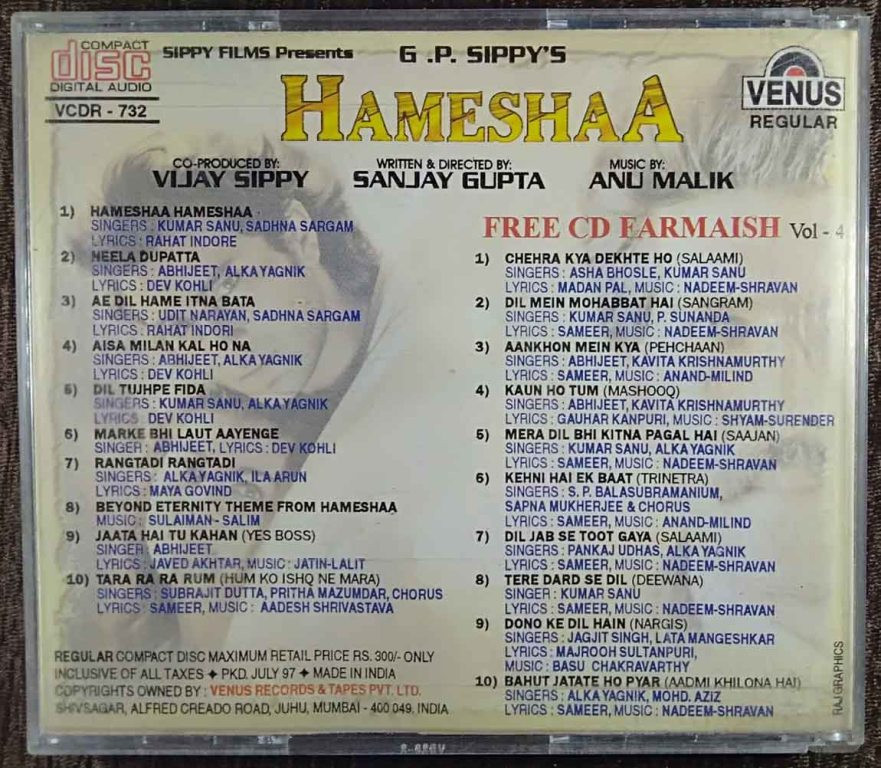 COMPACT
disc
DIGITAL AUDIO
VCDR - 732
SIPPY FILMS Presents
G .P. SIPPY'S
HAMESHAA
VENUS
REGULAR
CO-PRODUCED BY:
VIJAY SIPPY
WRITTEN & DIRECTED BY:
SANJAY GUPTA
MUSIC BY:
ANU MALIK
1) HAMESHAA HAMESHAA
SINGERS : KUMAR SANU, SADHNA SARGAM
LYRICS : RAHAT INDORE
2) NEELA DUPATTA
SINGERS : ABHIJEET, ALKA YAGNIK
LYRICS : DEV KOHLI
3) AE DIL HAME ITNA BATA
SINGERS : UDIT NARAYAN, SADHNA SARGAM
LYRICS : RAHAT INDORI
4) AISA MILAN KAL HO NA
SINGERS : ABHIJEET, ALKA YAGNIK
LYRICS : DEV KOHLI
5) DIL TUJHPE FIDA
SINGERS : KUMAR SANU, ALKA YAGNIK
LYRICS : DEV KOHLI
6) MARKE BHI LAUT AAYENGE
SINGER : ABHIJEET, LYRICS : DEV KOHLI
7) RANGTADI RANGTADI
SINGERS : ALKA YAGNIK, ILA ARUN
LYRICS : MAYA GOVIND
8) BEYOND ETERNITY THEME FROM HAMESHAA
MUSIC : SULAIMAN - SALIM
9) JAATA HAI TU KAHAN (YES BOSS)
SINGER : ABHIJEET
LYRICS : JAVED AKHTAR, MUSIC : JATIN-LALIT
10) TARA RA RA RUM (HUM KO ISHQ NE MARA)
SINGERS : SUBRAJIT DUTTA, PRITHA MAZUMDAR, CHORUS
LYRICS : SAMEER, MUSIC : AADESH SHRIVASTAVA
FREE CD FARMAISH Vol - 4
1) CHEHRA KYA DEKHTE HO (SALAAMI)
SINGERS : ASHA BHOSLE, KUMAR SANU
LYRICS : MADAN PAL, MUSIC : NADEEM-SHRAVAN
2) DIL MEIN MOHABBAT HAI (SANGRAM)
SINGERS : KUMAR SANU, P. SUNANDA
LYRICS : SAMEER, MUSIC : NADEEM-SHRAVAN
3) AANKHON MEIN KYA (PEHCHAAN)
SINGERS : ABHIJEET, KAVITA KRISHNAMURTHY
LYRICS : SAMEER, MUSIC : ANAND-MILIND
4) KAUN HO TUM (MASHOOQ)
SINGERS : ABHIJEET, KAVITA KRISHNAMURTHY
LYRICS : GAUHAR KANPURI, MUSIC : SHYAM-SURENDER
5) MERA DIL BHI KITNA PAGAL HAI (SAAJAN)
SINGERS : KUMAR SANU, ALKA YAGNIK
LYRICS : SAMEER, MUSIC : NADEEM-SHRAVAN
6) KEHNI HAI EK BAAT (TRINETRA)
SINGERS : S. P. BALASUBRAMANIUM,
SAPNA MUKHERJEE & CHORUS
LYRICS : SAMEER, MUSIC : ANAND-MILIND
7) DIL JAB SE TOOT GAYA (SALAAMI)
SINGERS : PANKAJ UDHAS, ALKA YAGNIK
LYRICS : SAMEER, MUSIC : NADEEM-SHRAVAN
8) TERE DARD SE DIL (DEEWANA)
SINGER : KUMAR SANU
LYRICS : SAMEER, MUSIC : NADEEM-SHRAVAN
9) DONO KE DIL HAIN (NARGIS)
SINGERS : JAGJIT SINGH, LATA MANGESHKAR
LYRICS : MAJROOH SULTANPURI,
MUSIC : BASU CHAKRAVARTHY
10) BAHUT JATATE HO PYAR (AADMI KHILONA HAI)
SINGERS : ALKA YAGNIK, MOHD. AZIZ
LYRICS : SAMEER, MUSIC : NADEEM-SHRAVAN
REGULAR COMPACT DISC MAXIMUM RETAIL PRICE RS. 300/- ONLY
INCLUSIVE OF ALL TAXES ✦ PKD. JULY 97 ✦ MADE IN INDIA
COPYRIGHTS OWNED BY : VENUS RECORDS & TAPES PVT. LTD.
SHIVSAGAR, ALFRED CREADO ROAD, JUHU, MUMBAI - 400 049. INDIA
RAJ GRAPHICS